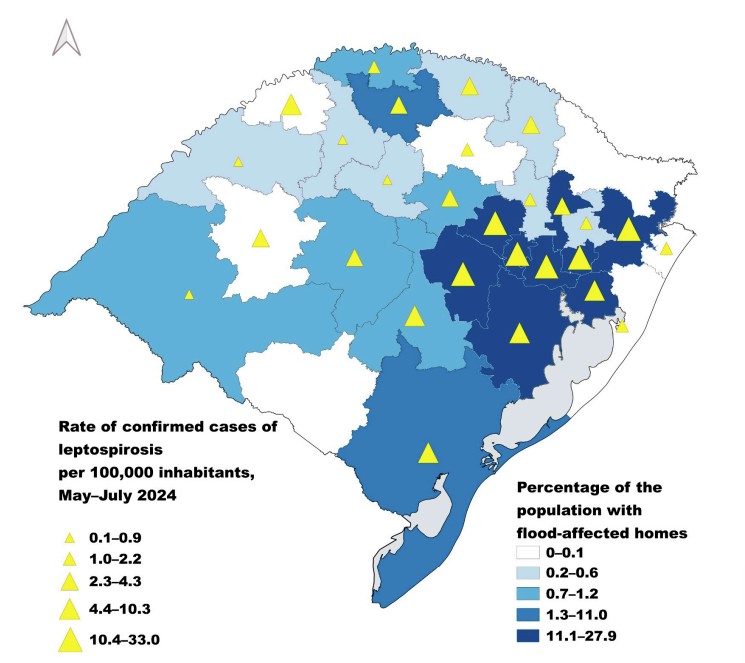 Rate of confirmed cases of
leptospirosis
per 100,000 inhabitants,
May–July 2024
0.1–0.9
1.0–2.2
2.3–4.3
4.4–10.3
10.4–33.0
Percentage of the
population with
flood-affected homes
0–0.1
0.2–0.6
0.7–1.2
1.3–11.0
11.1–27.9